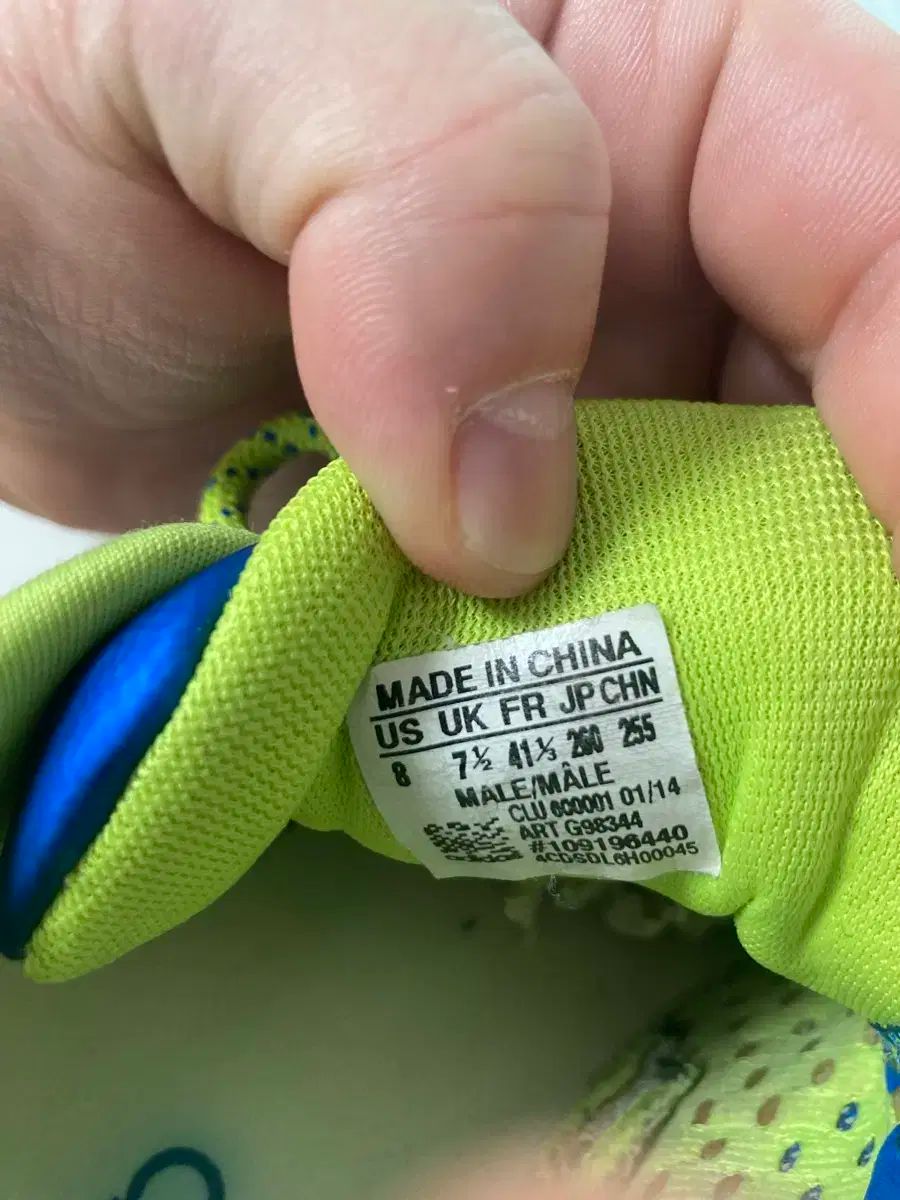 MADE IN CHINA
US UK FR JP CHN
8 7½ 41⅓ 260 255
MALE/MÂLE
CLU 600001 01/14
ART G98344
#109196440
adidas 4CDSDL6H00045